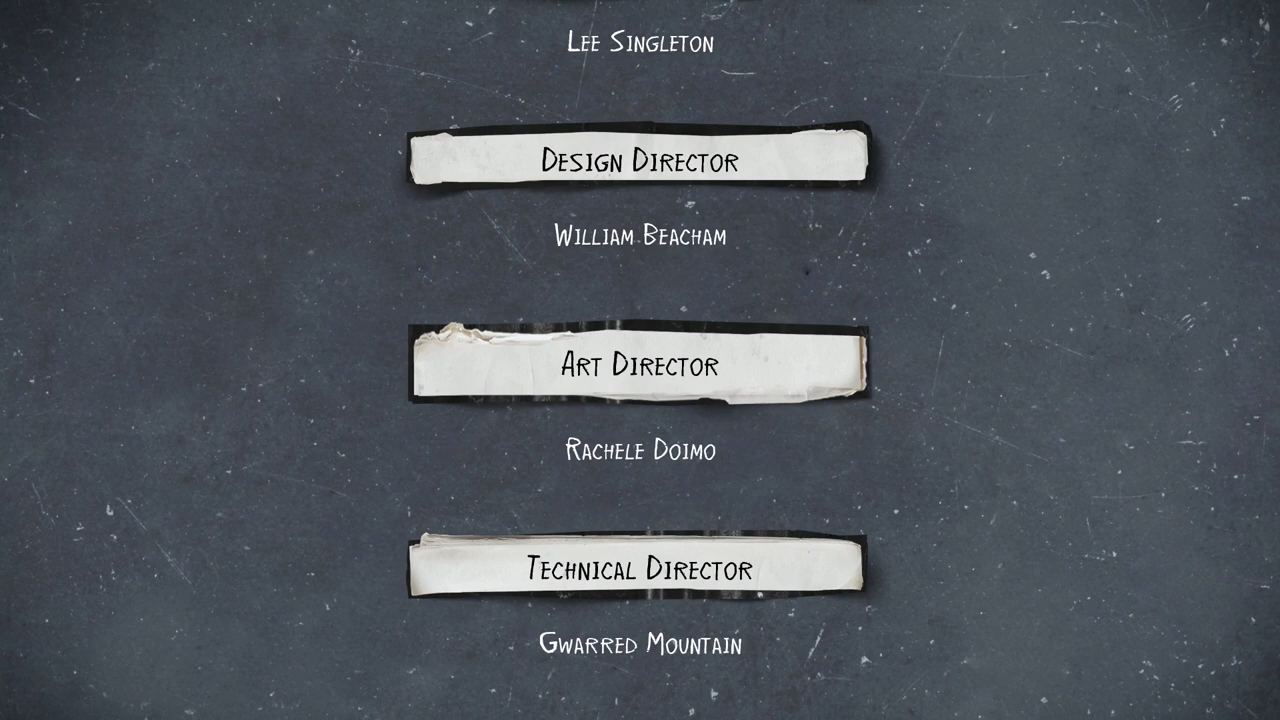 Lee Singleton
Design Director
William Beacham
Art Director
Rachele Doimo
Technical Director
Gwarred Mountain